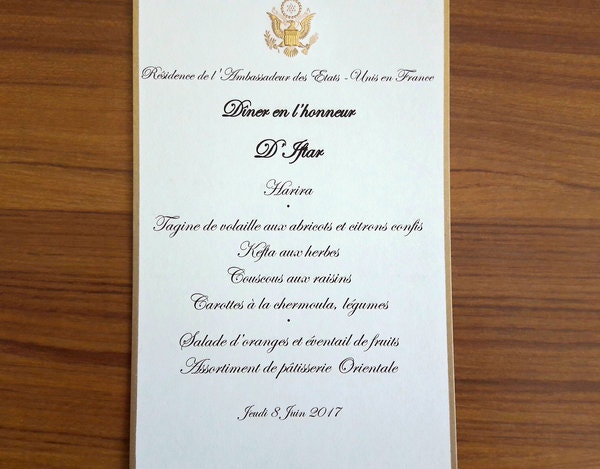 Résidence de l'Ambassadeur des Etats - Unis en France
Dîner en l'honneur
D'Iftar
Harira
•
Tagine de volaille aux abricots et citrons confis
Kefta aux herbes
Couscous aux raisins
Carottes à la chermoula, légumes
•
Salade d'oranges et éventail de fruits
Assortiment de pâtisserie Orientale
Jeudi 8 Juin 2017